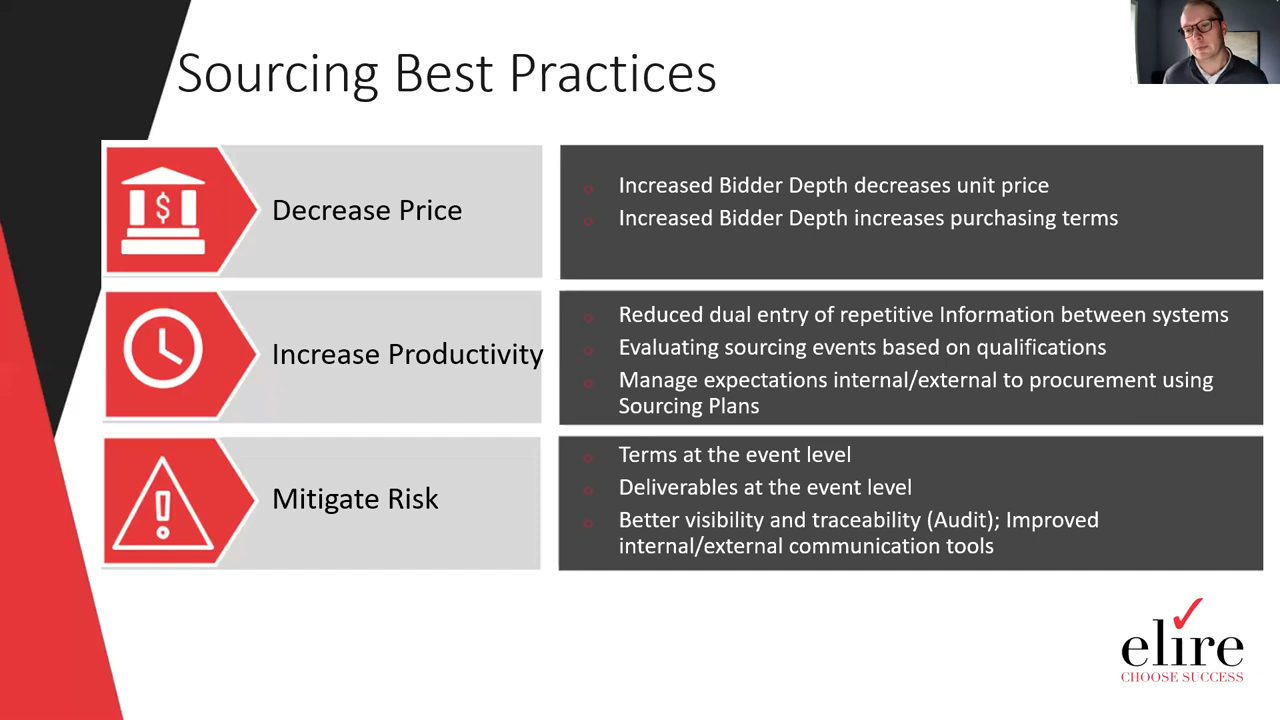 Sourcing Best Practices
$
Decrease Price
Increased Bidder Depth decreases unit price
Increased Bidder Depth increases purchasing terms
Increase Productivity
Reduced dual entry of repetitive Information between systems
Evaluating sourcing events based on qualifications
Manage expectations internal/external to procurement using
Sourcing Plans
Mitigate Risk
Terms at the event level
Deliverables at the event level
Better visibility and traceability (Audit); Improved
internal/external communication tools
elire
CHOOSE SUCCESS